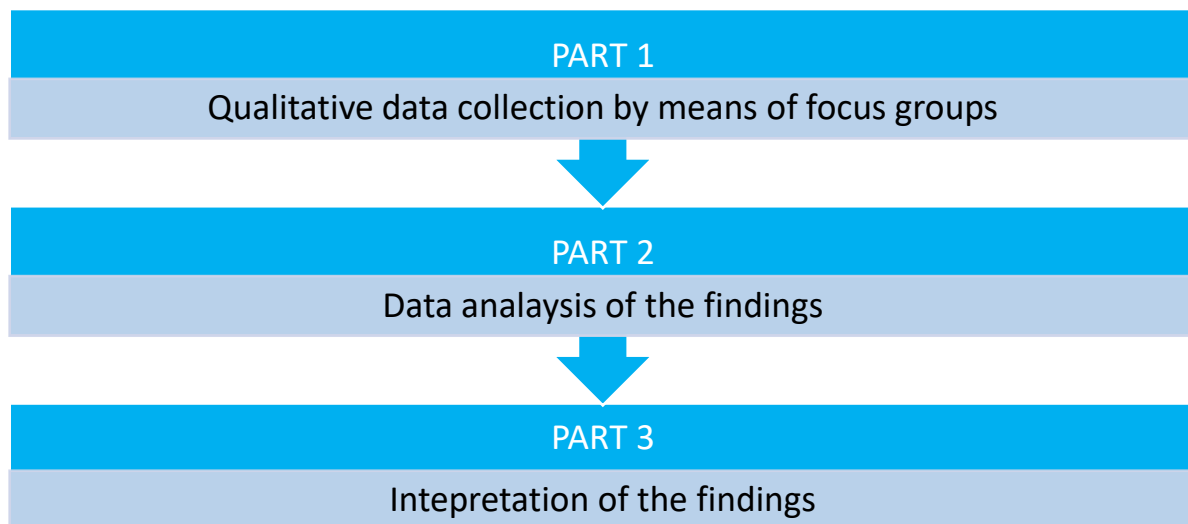 PART 1
Qualitative data collection by means of focus groups
PART 2
Data analaysis of the findings
PART 3
Intepretation of the findings